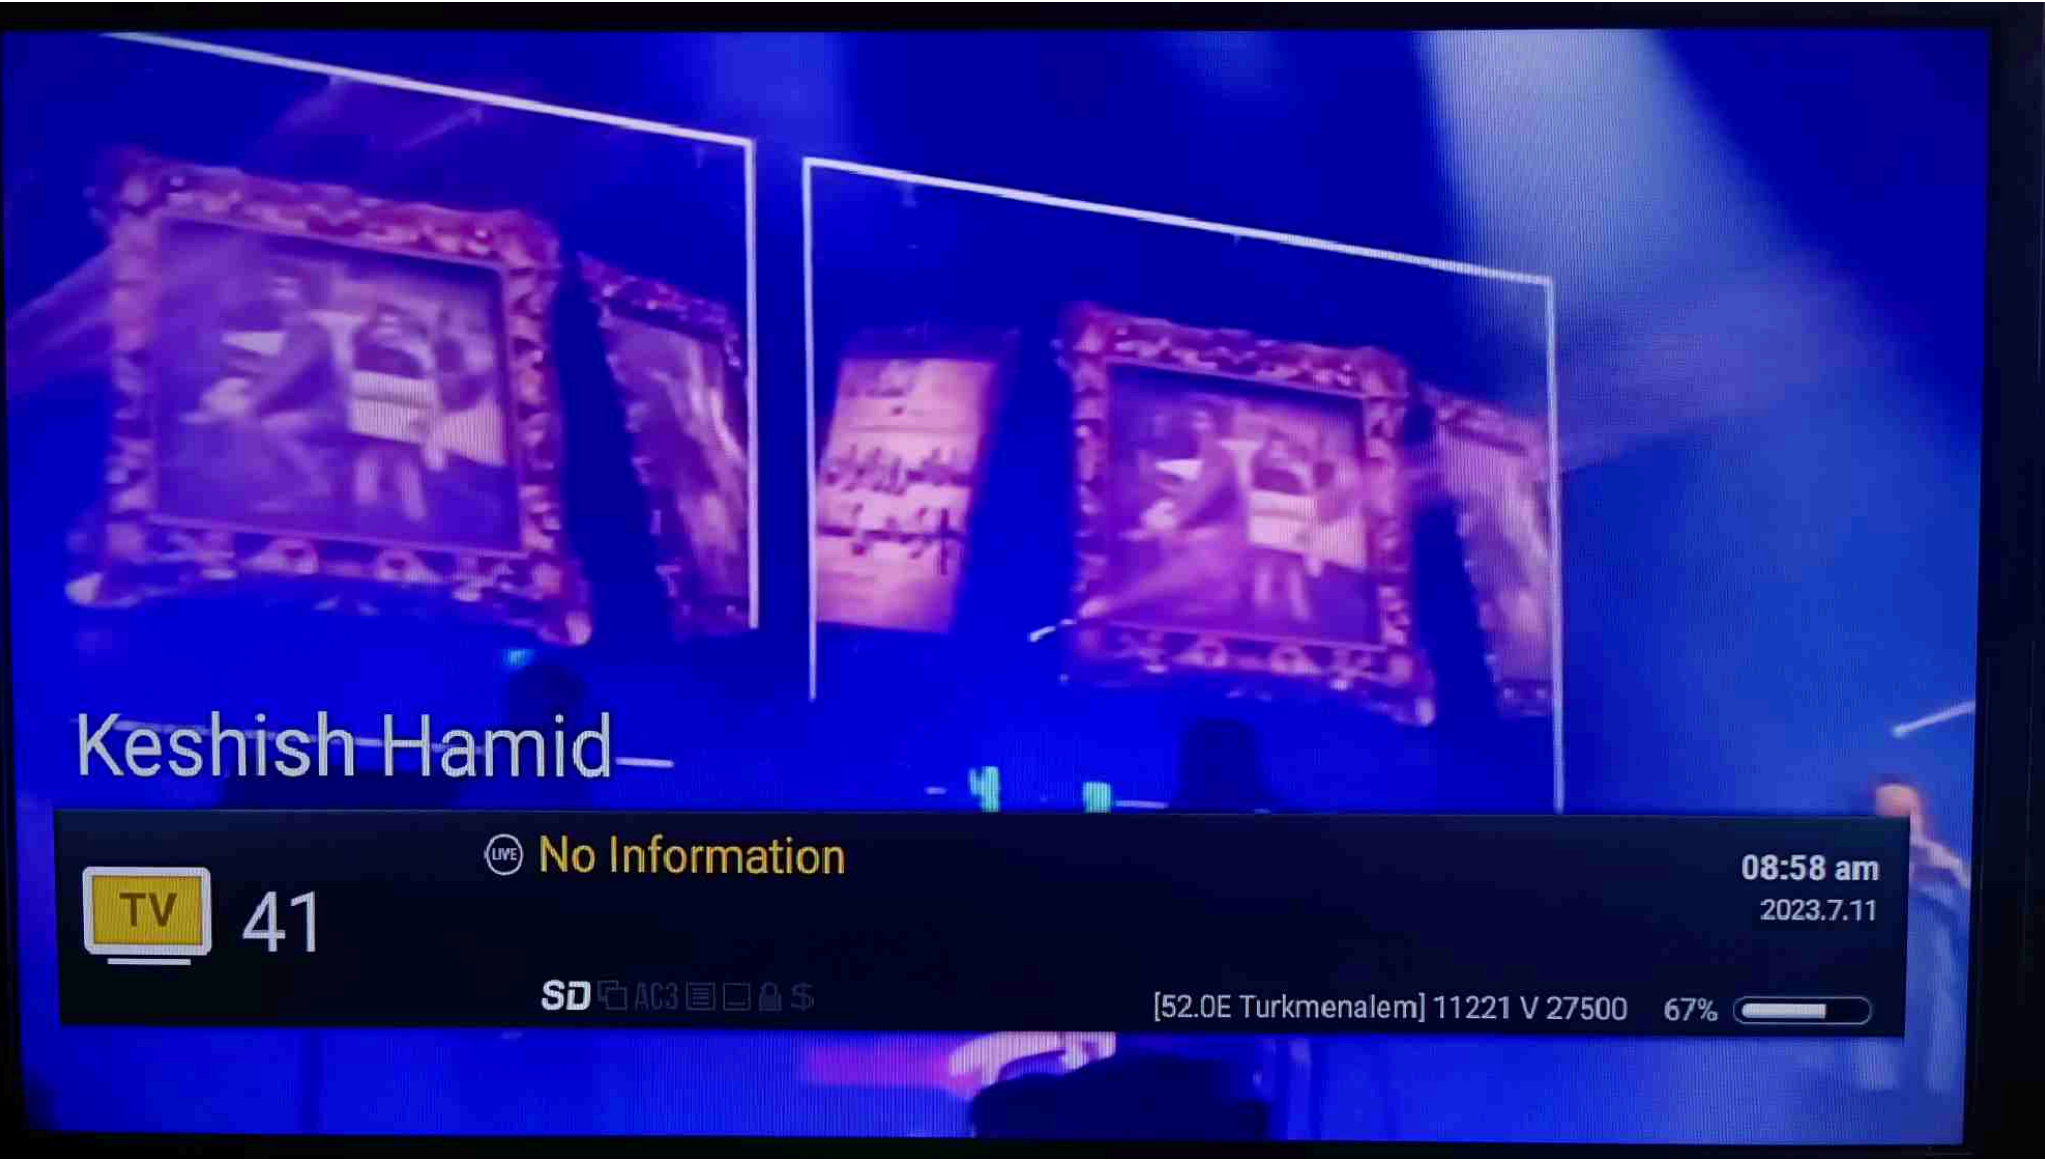 Keshish Hamid
LIVE No Information
08:58 am
2023.7.11
TV 41
SD AC3 $
[52.0E Turkmenalem] 11221 V 27500 67%